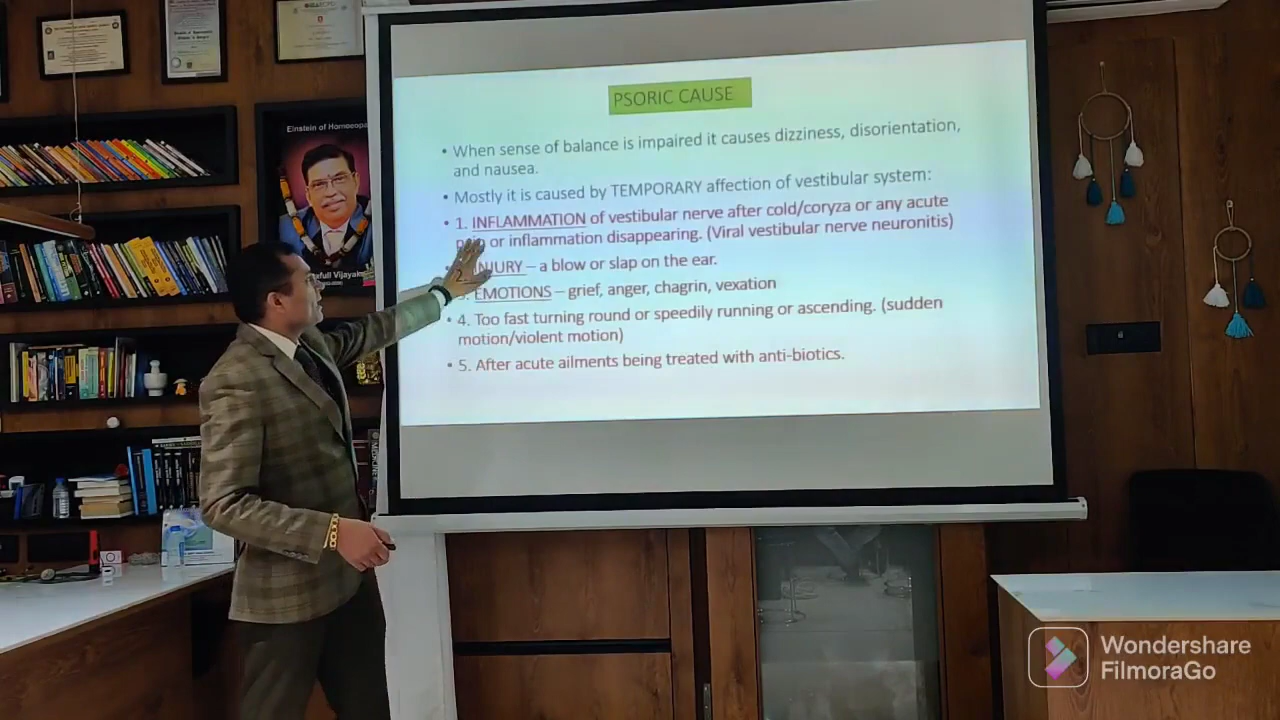 Einstein of Homoeopa
PSORIC CAUSE
• When sense of balance is impaired it causes dizziness, disorientation,
and nausea.
• Mostly it is caused by TEMPORARY affection of vestibular system:
• 1. INFLAMMATION of vestibular nerve after cold/coryza or any acute
or inflammation disappearing. (Viral vestibular nerve neuronitis)
INJURY – a blow or slap on the ear.
EMOTIONS – grief, anger, chagrin, vexation
• 4. Too fast turning round or speedily running or ascending. (sudden
motion/violent motion)
• 5. After acute ailments being treated with anti-biotics.
Vijayak
Wondershare
FilmoraGo